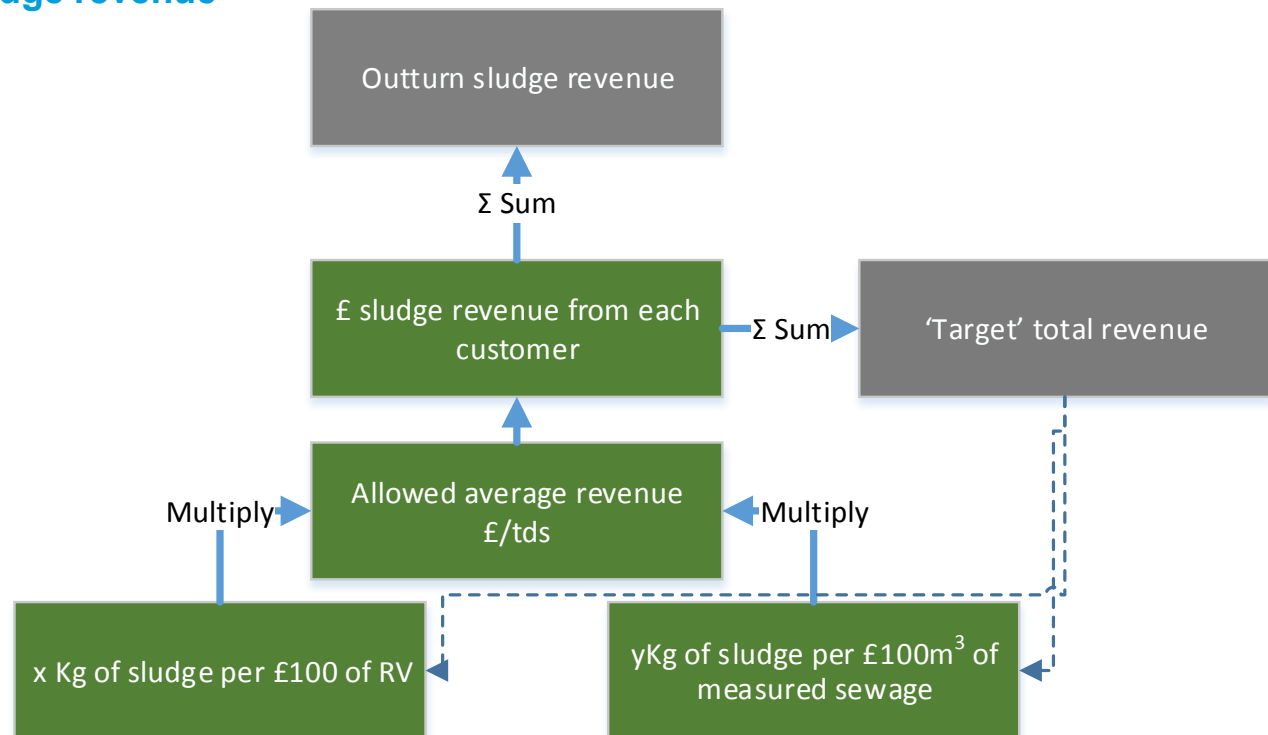 revenue
Outturn sludge revenue
Σ Sum
£ sludge revenue from each
customer
Σ Sum
‘Target’ total revenue
Multiply
Allowed average revenue
£/tds
Multiply
x Kg of sludge per £100 of RV
yKg of sludge per £100m³ of
measured sewage